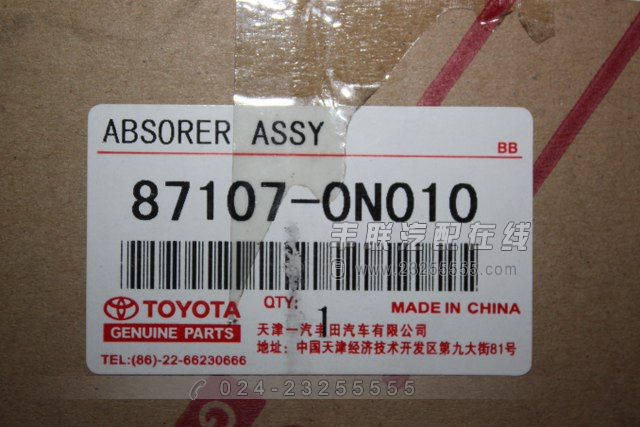 ABSORER ASSY
BB
87107-0N010
丰联汽配在线
www.23255555.com
TOYOTA
GENUINE PARTS
QTY:
1
MADE IN CHINA
天津一汽丰田汽车有限公司
地址:中国天津经济技术开发区第九大街81号
TEL:(86)-22-66230666
024-23255555